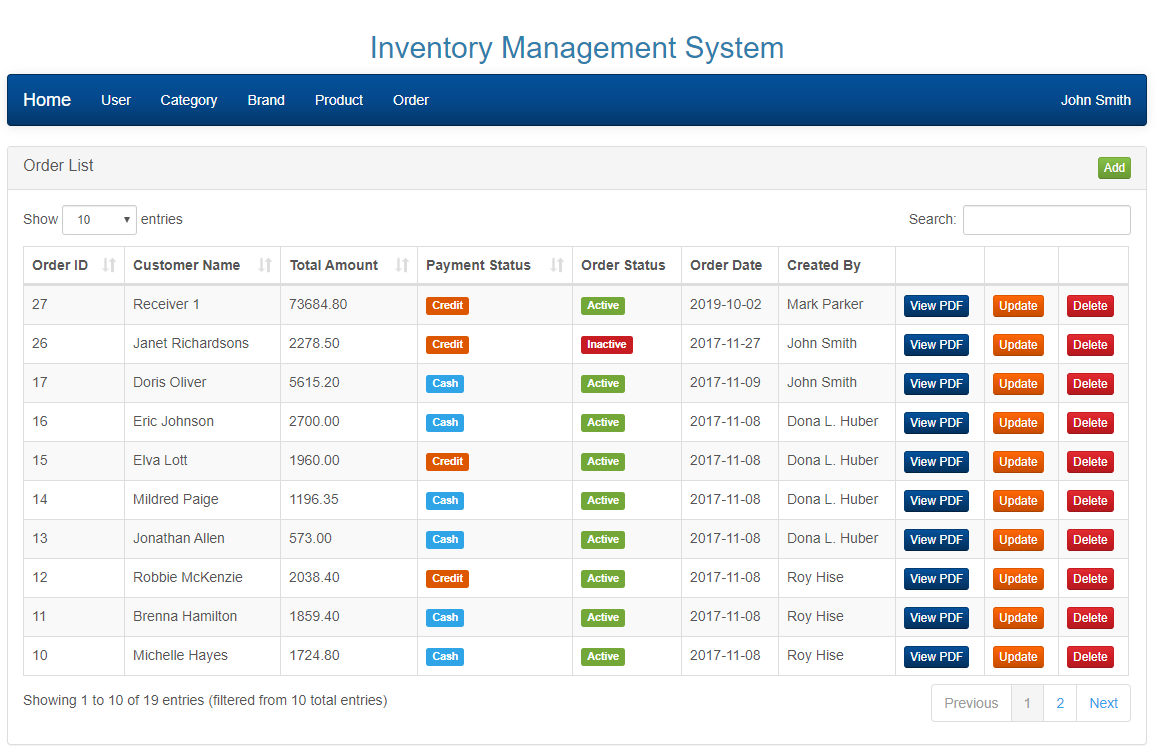 Inventory Management System
Home User Category Brand Product Order John Smith
Order List Add
Show 10 entries Search:
Order ID Customer Name Total Amount Payment Status Order Status Order Date Created By
27 Receiver 1 73684.80 Credit Active 2019-10-02 Mark Parker View PDF Update Delete
26 Janet Richardsons 2278.50 Credit Inactive 2017-11-27 John Smith View PDF Update Delete
17 Doris Oliver 5615.20 Cash Active 2017-11-09 John Smith View PDF Update Delete
16 Eric Johnson 2700.00 Cash Active 2017-11-08 Dona L. Huber View PDF Update Delete
15 Elva Lott 1960.00 Credit Active 2017-11-08 Dona L. Huber View PDF Update Delete
14 Mildred Paige 1196.35 Cash Active 2017-11-08 Dona L. Huber View PDF Update Delete
13 Jonathan Allen 573.00 Cash Active 2017-11-08 Dona L. Huber View PDF Update Delete
12 Robbie McKenzie 2038.40 Credit Active 2017-11-08 Roy Hise View PDF Update Delete
11 Brenna Hamilton 1859.40 Cash Active 2017-11-08 Roy Hise View PDF Update Delete
10 Michelle Hayes 1724.80 Cash Active 2017-11-08 Roy Hise View PDF Update Delete
Showing 1 to 10 of 19 entries (filtered from 10 total entries) Previous 1 2 Next